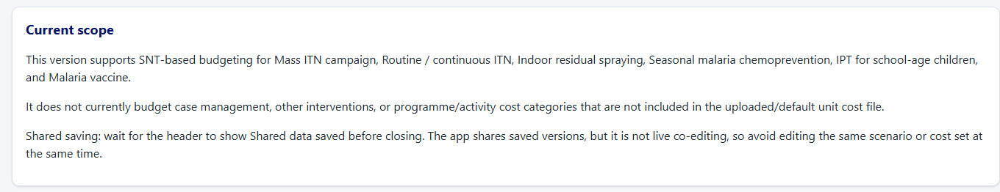 Current scope
This version supports SNT-based budgeting for Mass ITN campaign, Routine / continuous ITN, Indoor residual spraying, Seasonal malaria chemoprevention, IPT for school-age children,
and Malaria vaccine.
It does not currently budget case management, other interventions, or programme/activity cost categories that are not included in the uploaded/default unit cost file.
Shared saving: wait for the header to show Shared data saved before closing. The app shares saved versions, but it is not live co-editing, so avoid editing the same scenario or cost set at
the same time.